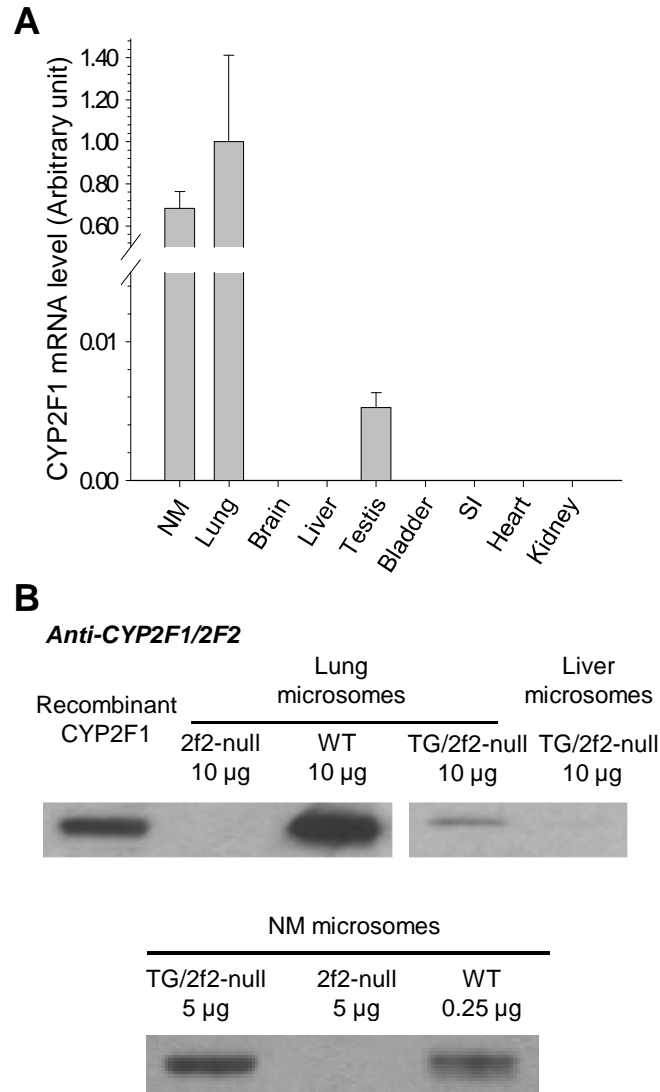 A
CYP2F1 mRNA level (Arbitrary unit)
1.40
1.20
1.00
0.80
0.60
0.01
0.00
NM
Lung
Brain
Liver
Testis
Bladder
SI
Heart
Kidney
B
Anti-CYP2F1/2F2
Recombinant
CYP2F1
Lung
microsomes
2f2-null
10 µg
WT
10 µg
TG/2f2-null
10 µg
Liver
microsomes
TG/2f2-null
10 µg
NM microsomes
TG/2f2-null
5 µg
2f2-null
5 µg
WT
0.25 µg